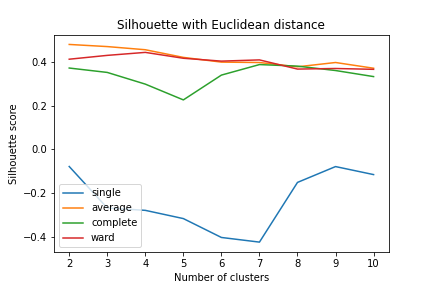 Silhouette with Euclidean distance
Silhouette score
0.4
0.2
0.0
−0.2
−0.4
single
average
complete
ward
2 3 4 5 6 7 8 9 10
Number of clusters